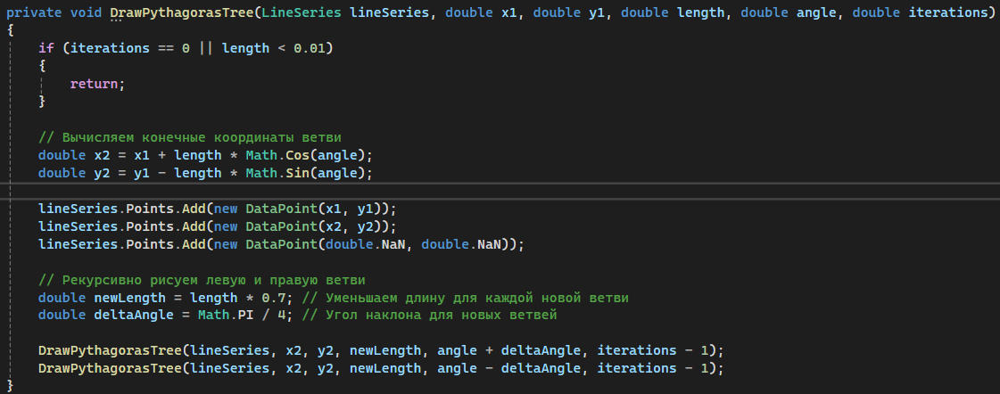 private void DrawPythagorasTree(LineSeries lineSeries, double x1, double y1, double length, double angle, double iterations)
{
    if (iterations == 0 || length < 0.01)
    {
        return;
    }

    // Вычисляем конечные координаты ветви
    double x2 = x1 + length * Math.Cos(angle);
    double y2 = y1 - length * Math.Sin(angle);

    lineSeries.Points.Add(new DataPoint(x1, y1));
    lineSeries.Points.Add(new DataPoint(x2, y2));
    lineSeries.Points.Add(new DataPoint(double.NaN, double.NaN));

    // Рекурсивно рисуем левую и правую ветви
    double newLength = length * 0.7; // Уменьшаем длину для каждой новой ветви
    double deltaAngle = Math.PI / 4; // Угол наклона для новых ветвей

    DrawPythagorasTree(lineSeries, x2, y2, newLength, angle + deltaAngle, iterations - 1);
    DrawPythagorasTree(lineSeries, x2, y2, newLength, angle - deltaAngle, iterations - 1);
}